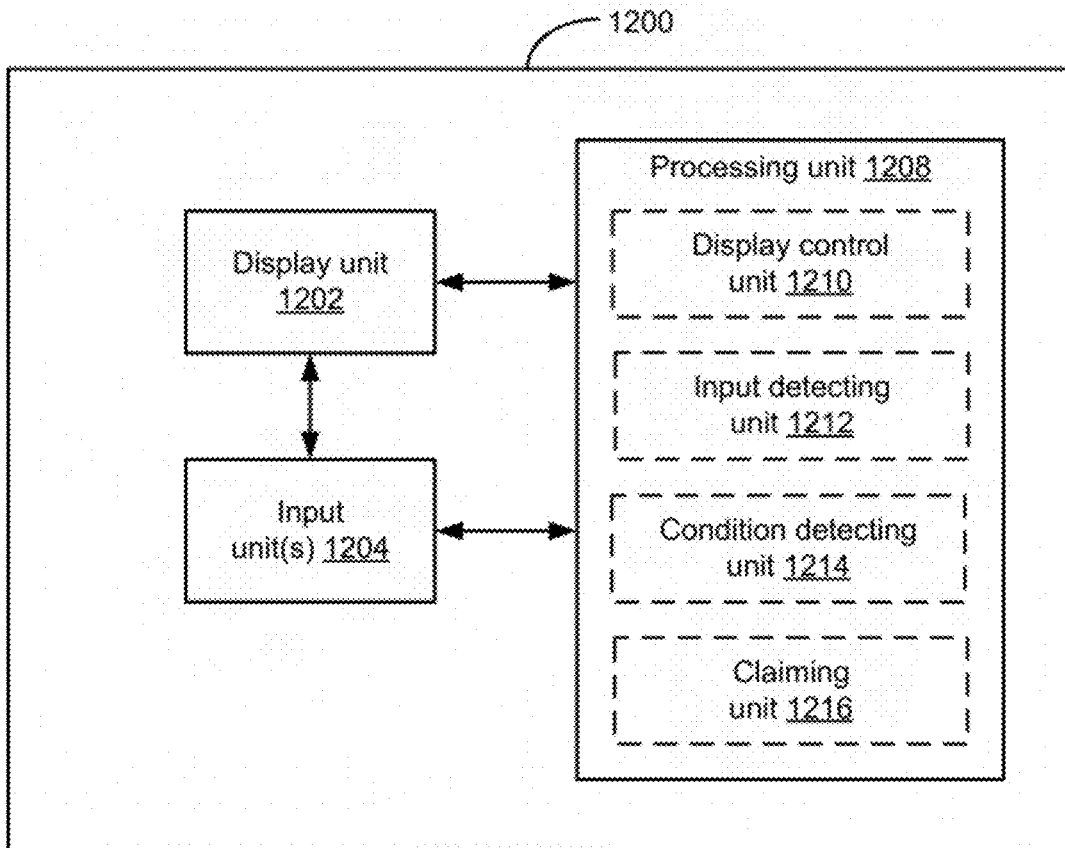 1200
Processing unit 1208
Display unit
1202
Display control
unit 1210
Input detecting
unit 1212
Input
unit(s) 1204
Condition detecting
unit 1214
Claiming
unit 1216